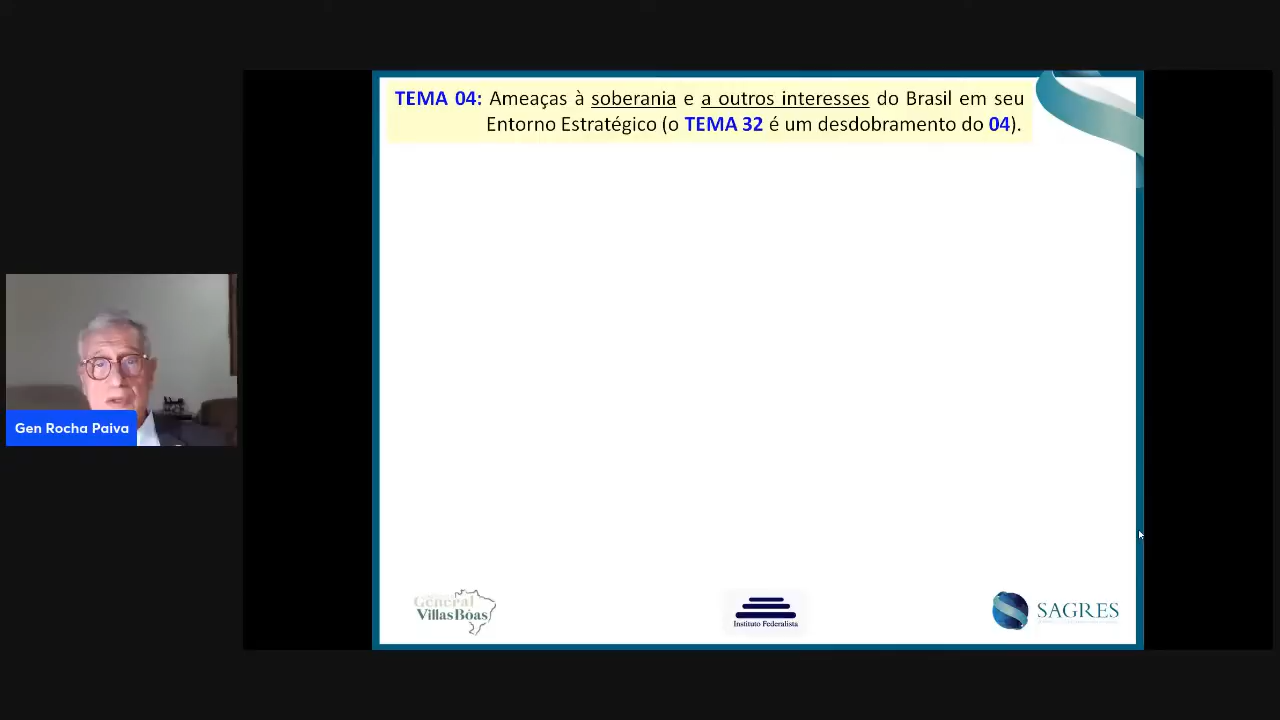 TEMA 04: Ameaças à soberania e a outros interesses do Brasil em seu
Entorno Estratégico (o TEMA 32 é um desdobramento do 04).
Gen Rocha Paiva
General
Villas Bôas
Instituto Federalista
SAGRES